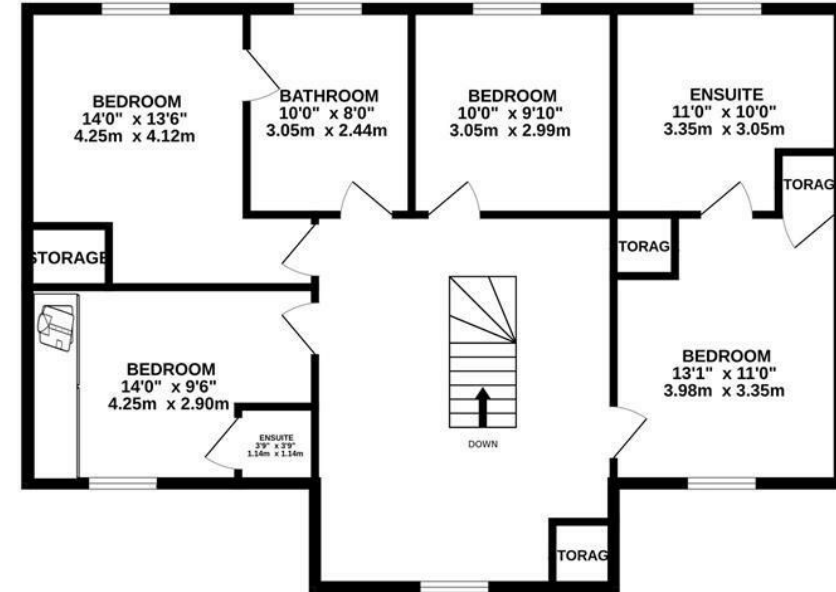 BEDROOM
14'0" x 13'6"
4.25m x 4.12m
BATHROOM
10'0" x 8'0"
3.05m x 2.44m
BEDROOM
10'0" x 9'10"
3.05m x 2.99m
ENSUITE
11'0" x 10'0"
3.35m x 3.05m
TORAG
STORAGE
TORAG
BEDROOM
14'0" x 9'6"
4.25m x 2.90m
BEDROOM
13'1" x 11'0"
3.98m x 3.35m
ENSUITE
3'9" x 3'9"
1.14m x 1.14m
DOWN
TORAG